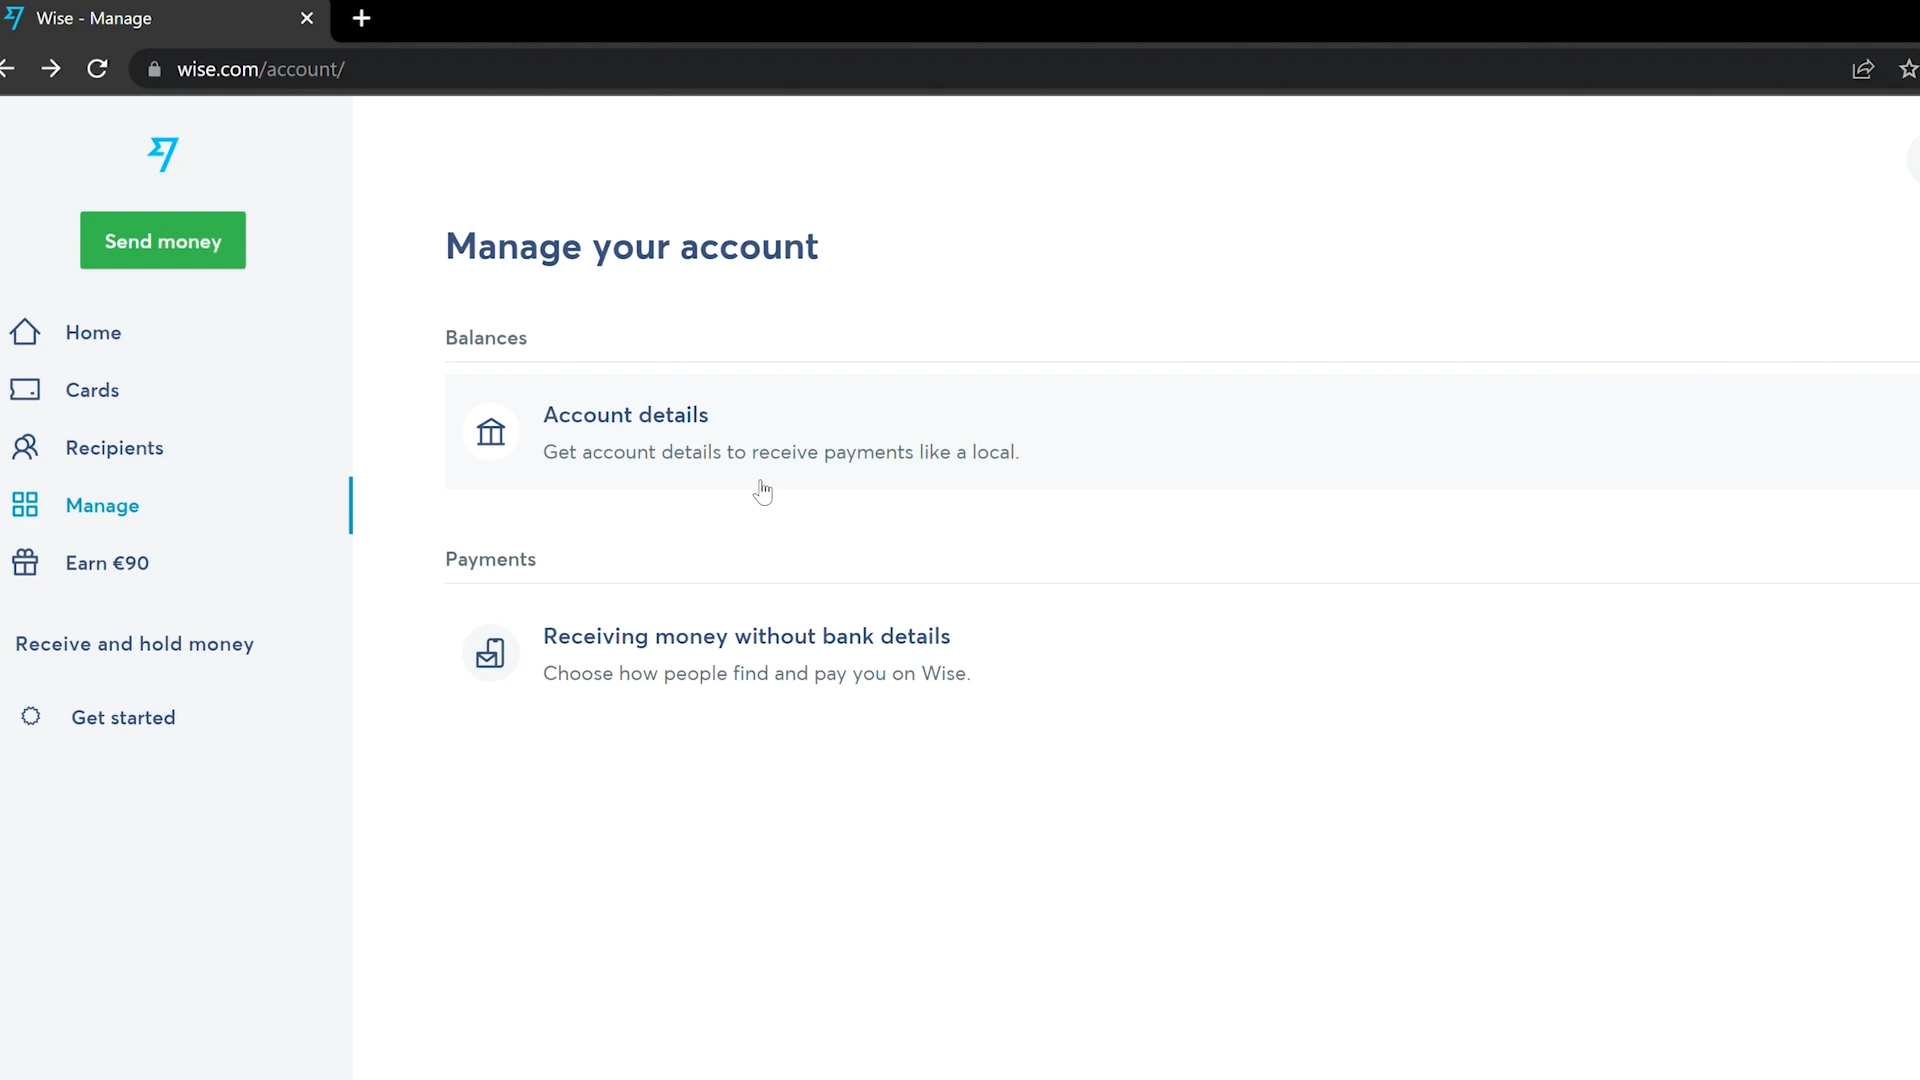 Wise - Manage
wise.com/account/
Send money
Home
Cards
Recipients
Manage
Earn €90
Receive and hold money
Get started
Manage your account
Balances
Account details
Get account details to receive payments like a local.
Payments
Receiving money without bank details
Choose how people find and pay you on Wise.